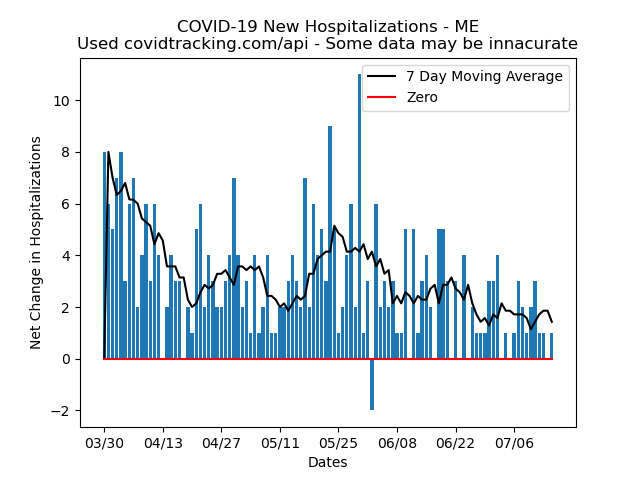 COVID-19 New Hospitalizations - ME
Used covidtracking.com/api - Some data may be innacurate
7 Day Moving Average
Zero
Net Change in Hospitalizations
10
8
6
4
2
0
−2
03/30 04/13 04/27 05/11 05/25 06/08 06/22 07/06
Dates